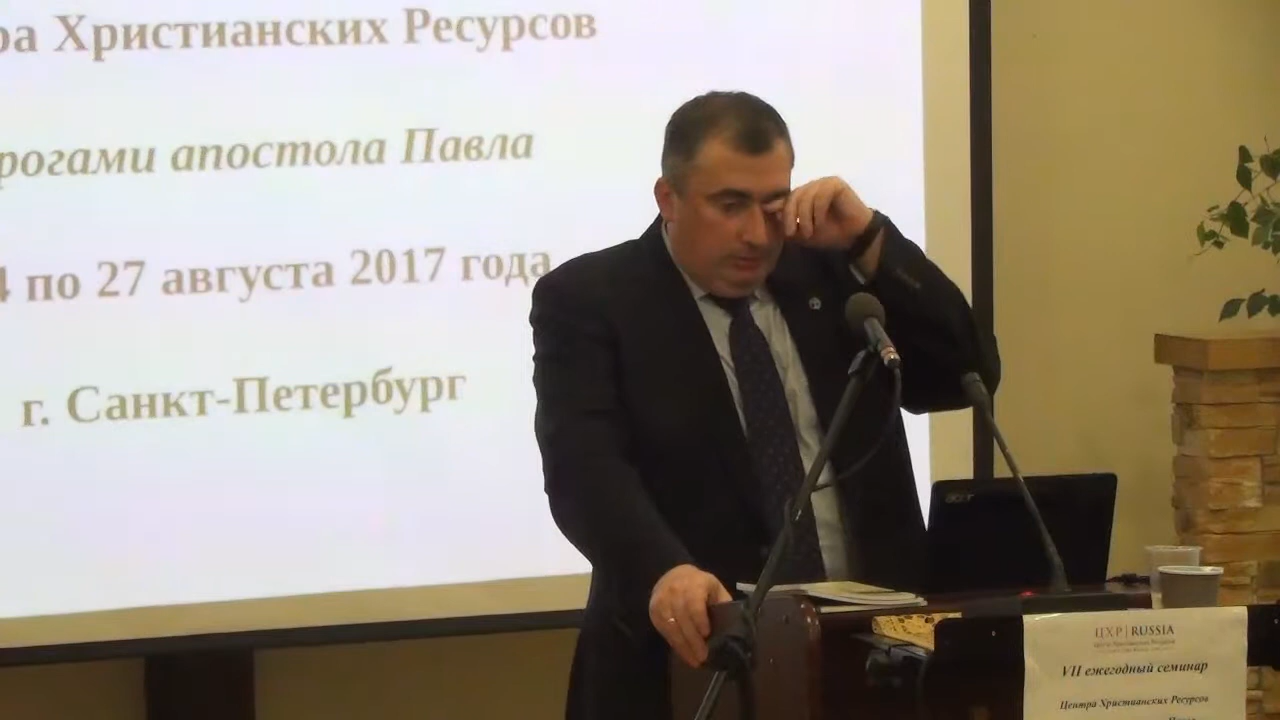 ра Христианских Ресурсов
рогами апостола Павла
4 по 27 августа 2017 года
г. Санкт-Петербург
acer
ЦХР|RUSSIA
VII ежегодный семинар
Центра Христианских Ресурсов